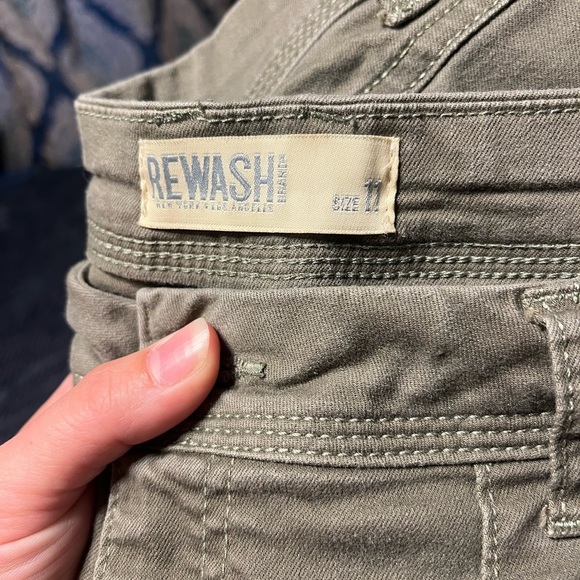 REWASH
BRAND
NEW YORK LOS ANGELES
SIZE 11